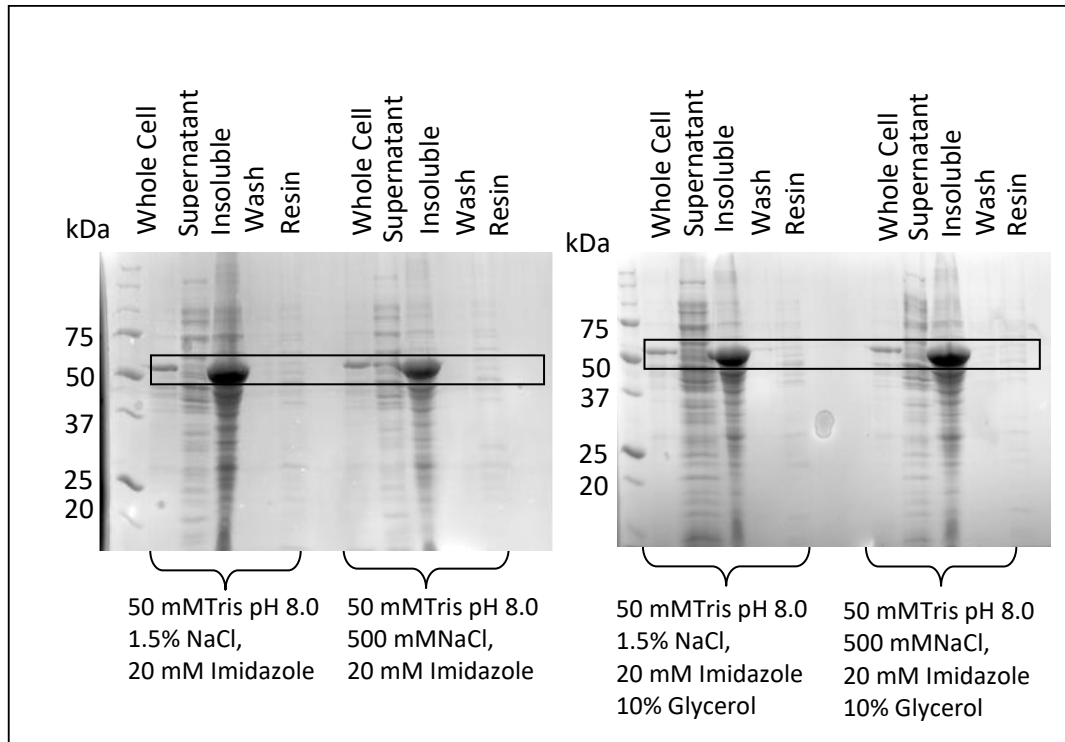 Whole Cell
Supernatant
Insoluble
Wash
Resin
Whole Cell
Supernatant
Insoluble
Wash
Resin
kDa
75
50
37
25
20
50 mMTris pH 8.0
1.5% NaCl,
20 mM Imidazole
50 mMTris pH 8.0
500 mMNaCl,
20 mM Imidazole
Whole Cell
Supernatant
Insoluble
Wash
Resin
Whole Cell
Supernatant
Insoluble
Wash
Resin
kDa
75
50
37
25
20
50 mMTris pH 8.0
1.5% NaCl,
20 mM Imidazole
10% Glycerol
50 mMTris pH 8.0
500 mMNaCl,
20 mM Imidazole
10% Glycerol